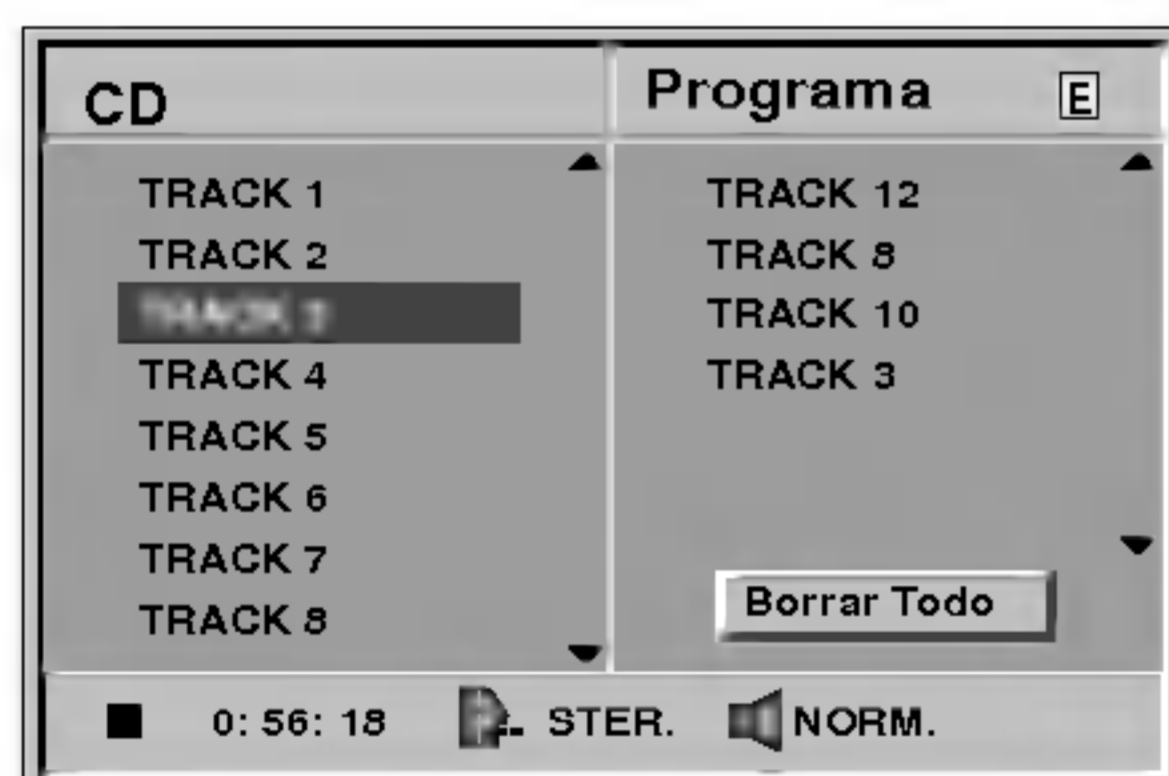 CD
TRACK 1
TRACK 2
TRACK 4
TRACK 5
TRACK 6
TRACK 7
TRACK 8
Programa E
TRACK 12
TRACK 8
TRACK 10
TRACK 3
Borrar Todo
0: 56: 18 STER. NORM.